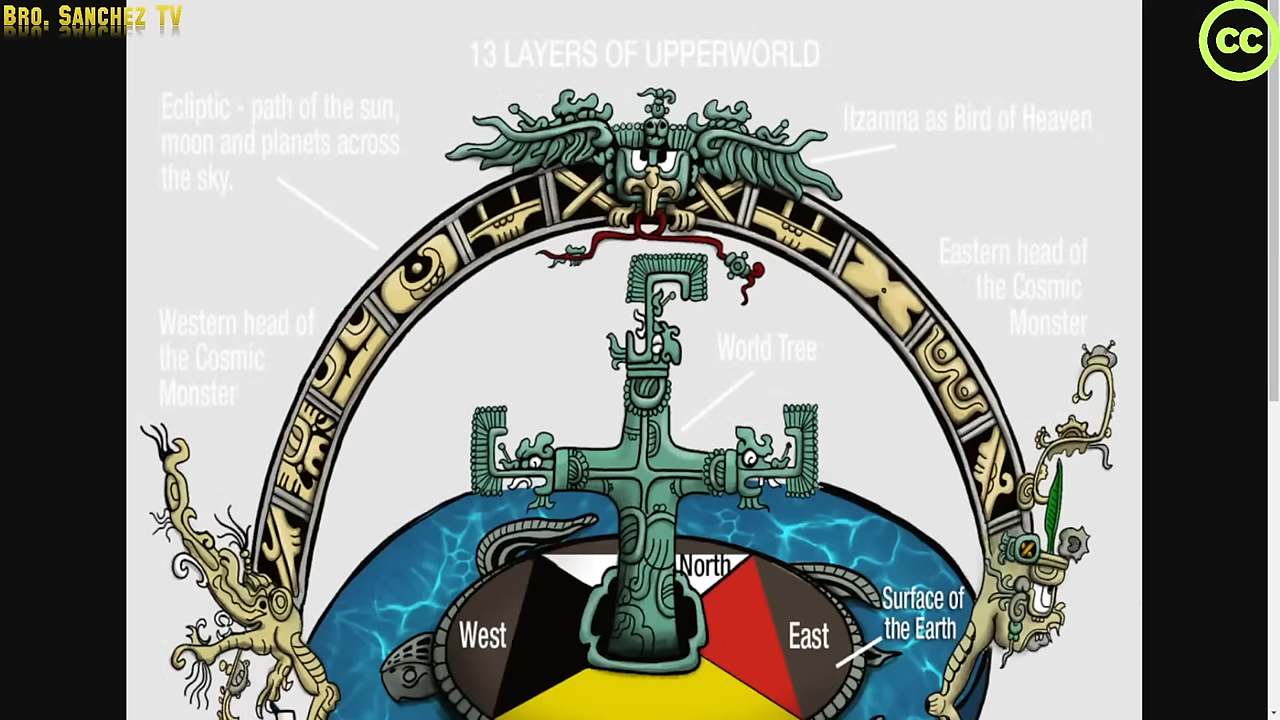 Bro. Sanchez TV
CC
13 LAYERS OF UPPERWORLD
Ecliptic - path of the sun,
moon and planets across
the sky.
Itzamna as Bird of Heaven
Eastern head of
the Cosmic
Monster
Western head of
the Cosmic
Monster
World Tree
North
Surface of
the Earth
West
East